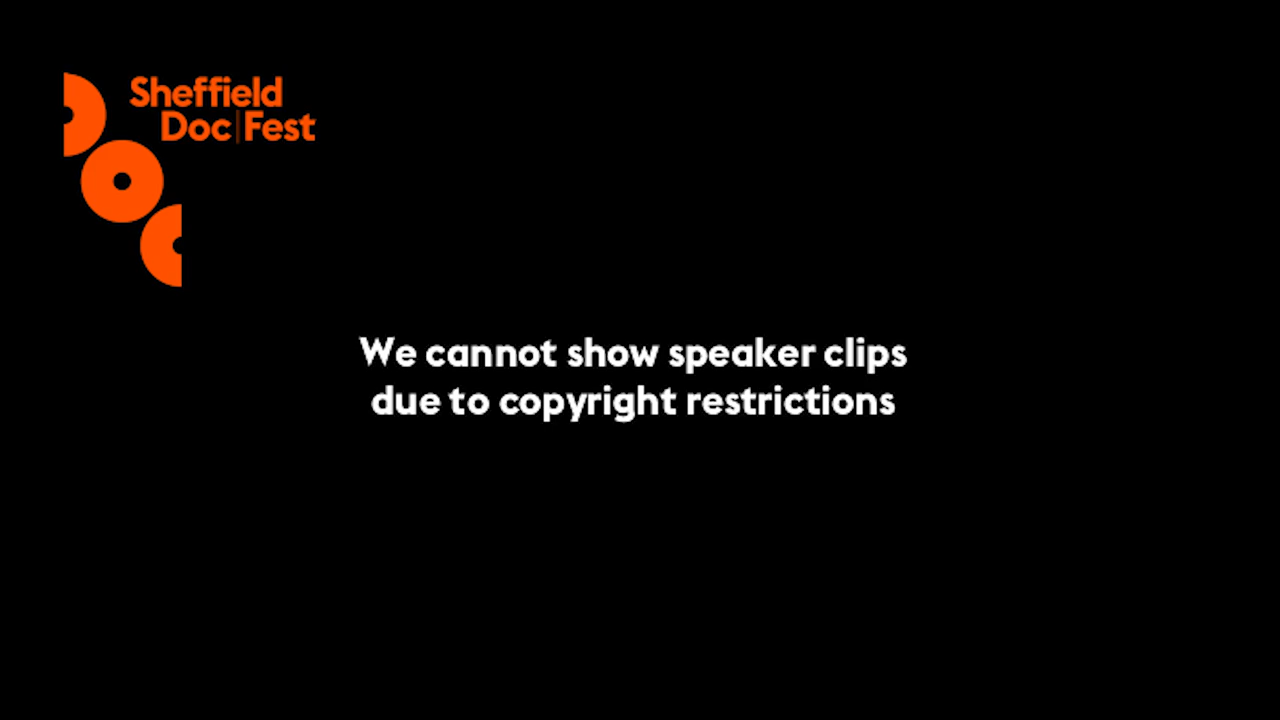 Sheffield
Doc|Fest
We cannot show speaker clips
due to copyright restrictions